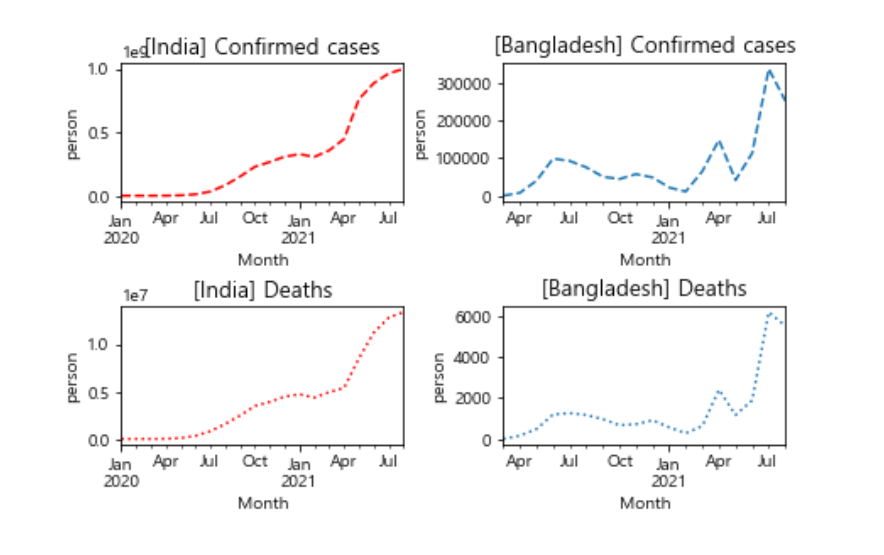 [India] Confirmed cases
1e9
1.0
0.5
0.0
person
Jan Apr Jul Oct Jan Apr Jul
2020 2021
Month
[Bangladesh] Confirmed cases
300000
200000
100000
0
person
Apr Jul Oct Jan Apr Jul
2021
Month
[India] Deaths
1e7
1.0
0.5
0.0
person
Jan Apr Jul Oct Jan Apr Jul
2020 2021
Month
[Bangladesh] Deaths
6000
4000
2000
0
person
Apr Jul Oct Jan Apr Jul
2021
Month